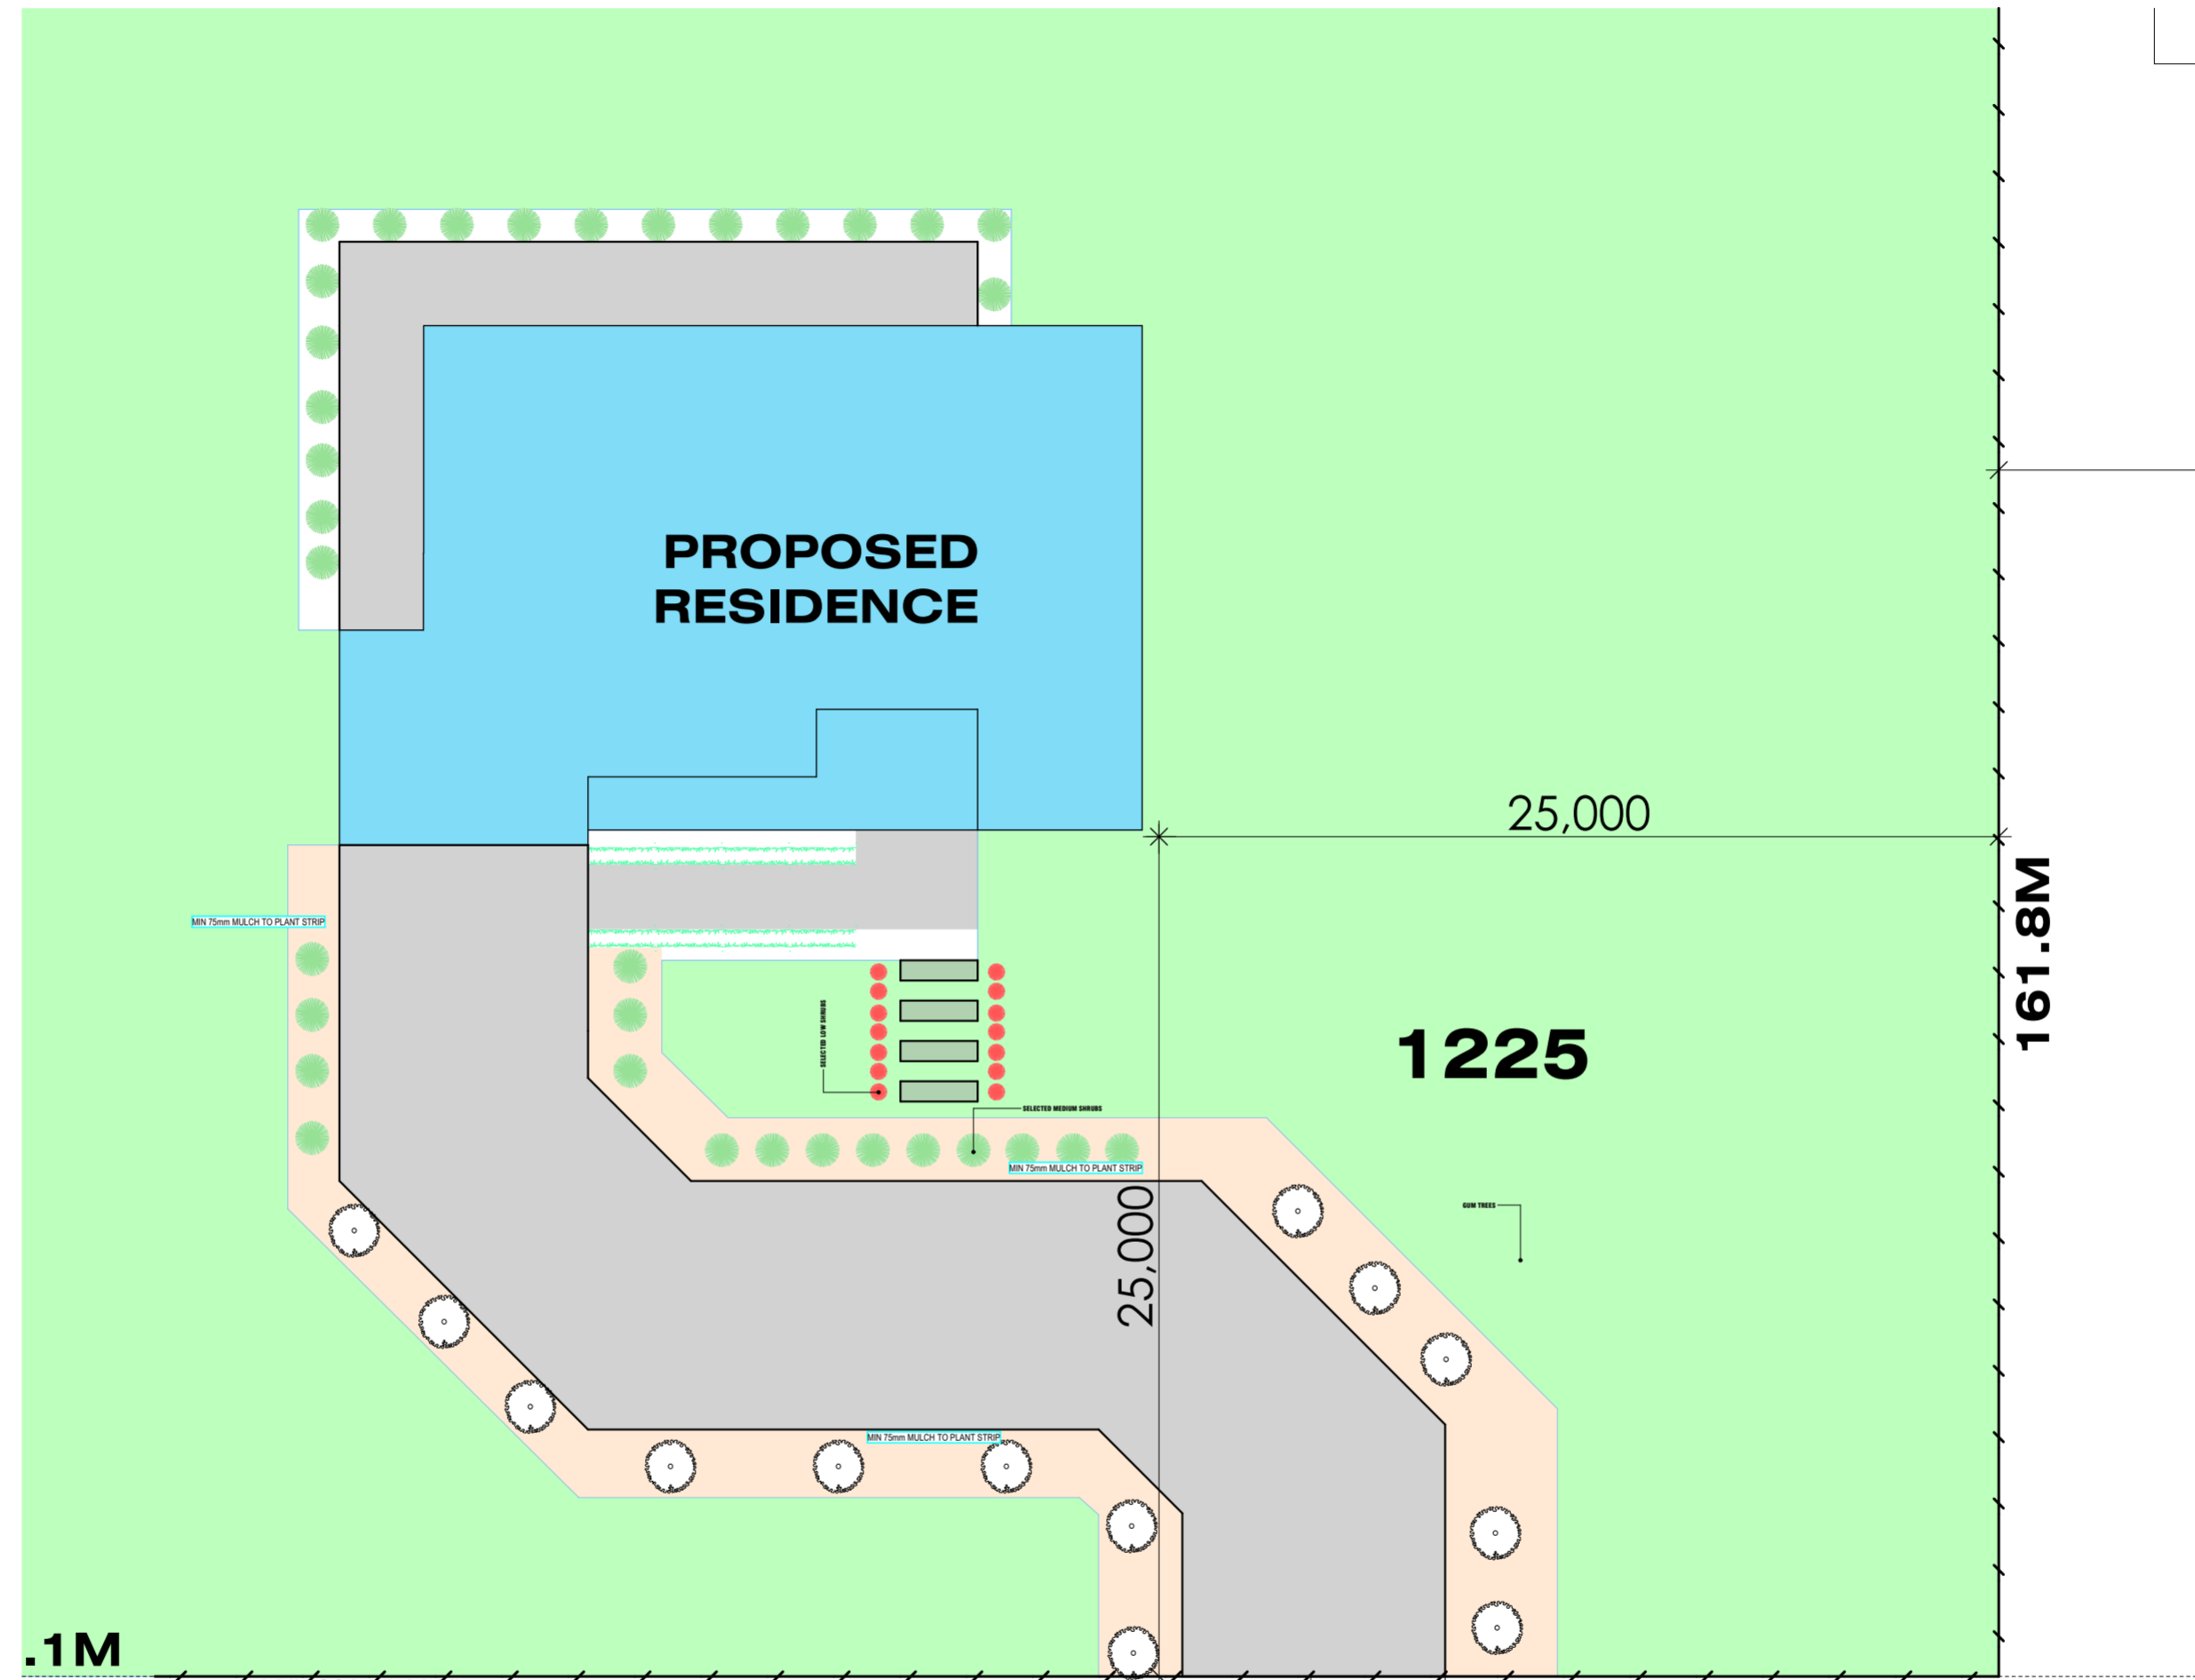 PROPOSED
RESIDENCE
25,000
161.8M
MIN 75mm MULCH TO PLANT STRIP
SELECTED LOW SHRUBS
1225
SELECTED MEDIUM SHRUBS
MIN 75mm MULCH TO PLANT STRIP
25,000
GUM TREES
MIN 75mm MULCH TO PLANT STRIP
.1M